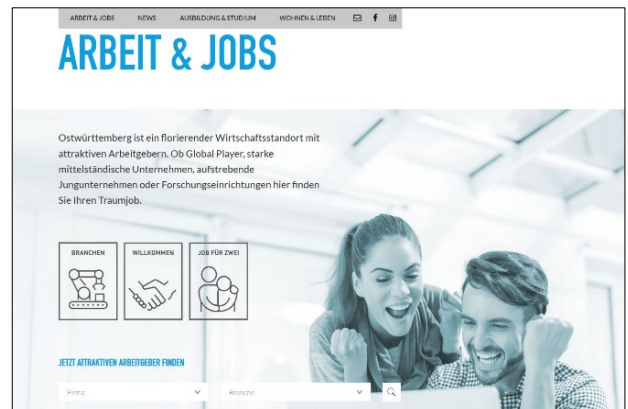 ARBEIT & JOBS NEWS AUSBILDUNG & STUDIUM WOHNEN & LEBEN
ARBEIT & JOBS
Ostwürttemberg ist ein florierender Wirtschaftsstandort mit
attraktiven Arbeitgebern. Ob Global Player, starke
mittelständische Unternehmen, aufstrebende
Jungunternehmen oder Forschungseinrichtungen hier finden
Sie Ihren Traumjob.
BRANCHEN WILLKOMMEN JOB FÜR ZWEI
JETZT ATTRAKTIVEN ARBEITGEBER FINDEN
Firma Branche